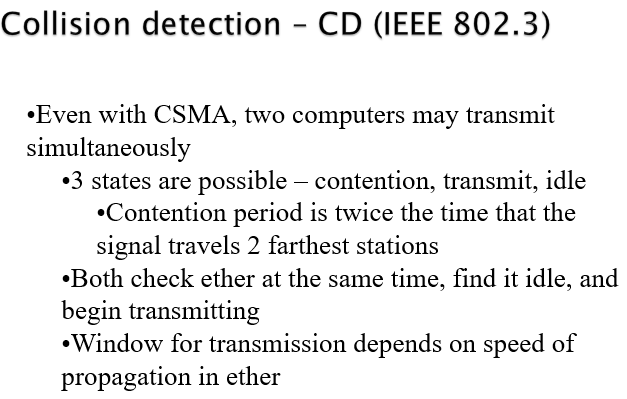 Collision detection – CD (IEEE 802.3)
•Even with CSMA, two computers may transmit
simultaneously
•3 states are possible – contention, transmit, idle
•Contention period is twice the time that the
signal travels 2 farthest stations
•Both check ether at the same time, find it idle, and
begin transmitting
•Window for transmission depends on speed of
propagation in ether